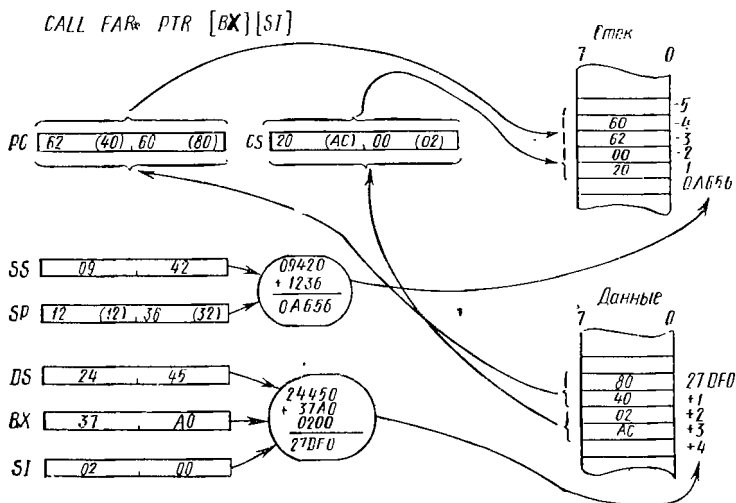 CALL FAR* PTR [BX][SI]
Стек
7 0
-5
60 -4
62 -3
00 -2
20 1
0A656
PC 62 (40) 60 (80)
CS 20 (AC) 00 (02)
SS 09 42
SP 12 (12) 36 (32)
09420
+ 1236
0A656
Данные
7 0
80 27DF0
40 +1
02 +2
AC +3
+4
DS 24 45
BX 37 A0
SI 02 00
24450
+ 37A0
0200
27DF0